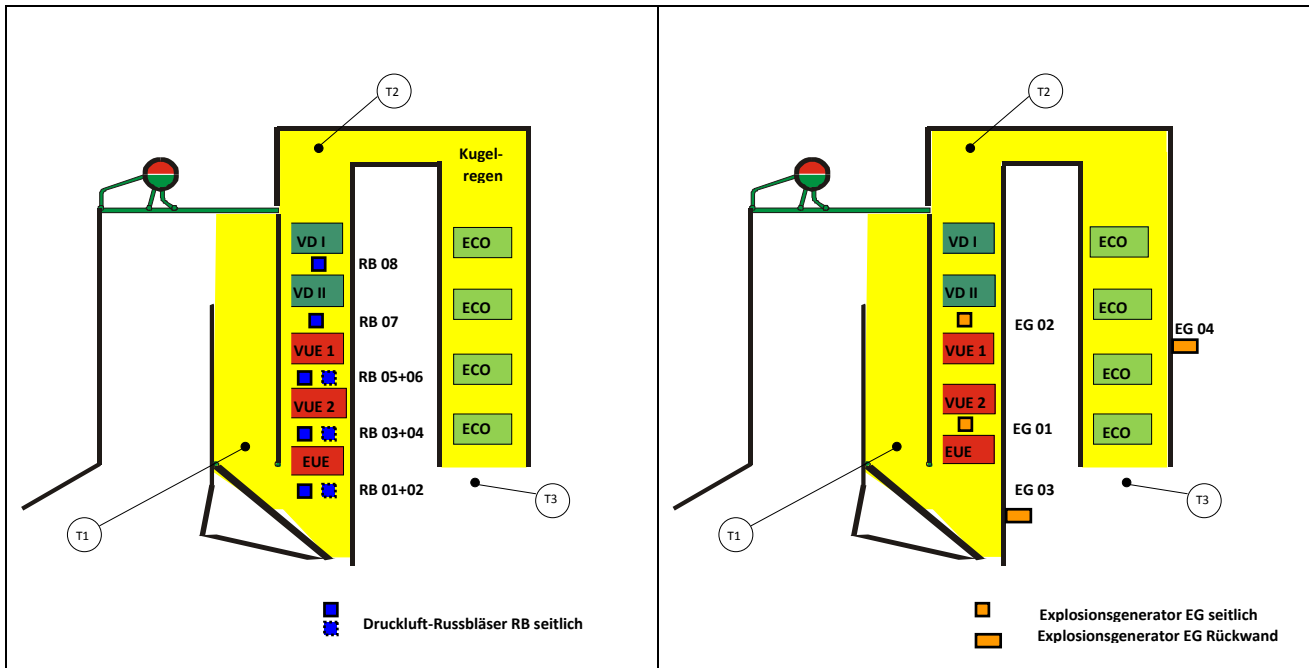 T2
Kugel-
regen
VD I
ECO
RB 08
VD II
ECO
RB 07
VUE 1
ECO
RB 05+06
VUE 2
ECO
RB 03+04
EUE
RB 01+02
T3
T1
Druckluft-Russbläser RB seitlich
T2
VD I
ECO
VD II
ECO
EG 02
EG 04
VUE 1
ECO
VUE 2
ECO
EG 01
EUE
EG 03
T3
T1
Explosionsgenerator EG seitlich
Explosionsgenerator EG Rückwand